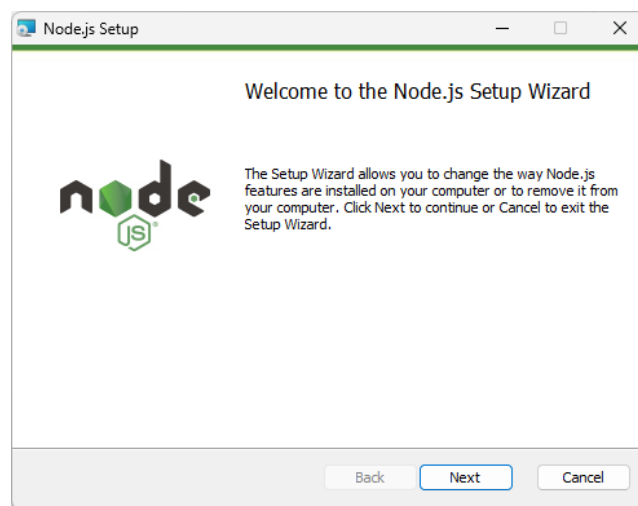 Node.js Setup
Welcome to the Node.js Setup Wizard
node
JS
The Setup Wizard allows you to change the way Node.js
features are installed on your computer or to remove it from
your computer. Click Next to continue or Cancel to exit the
Setup Wizard.
Back Next Cancel